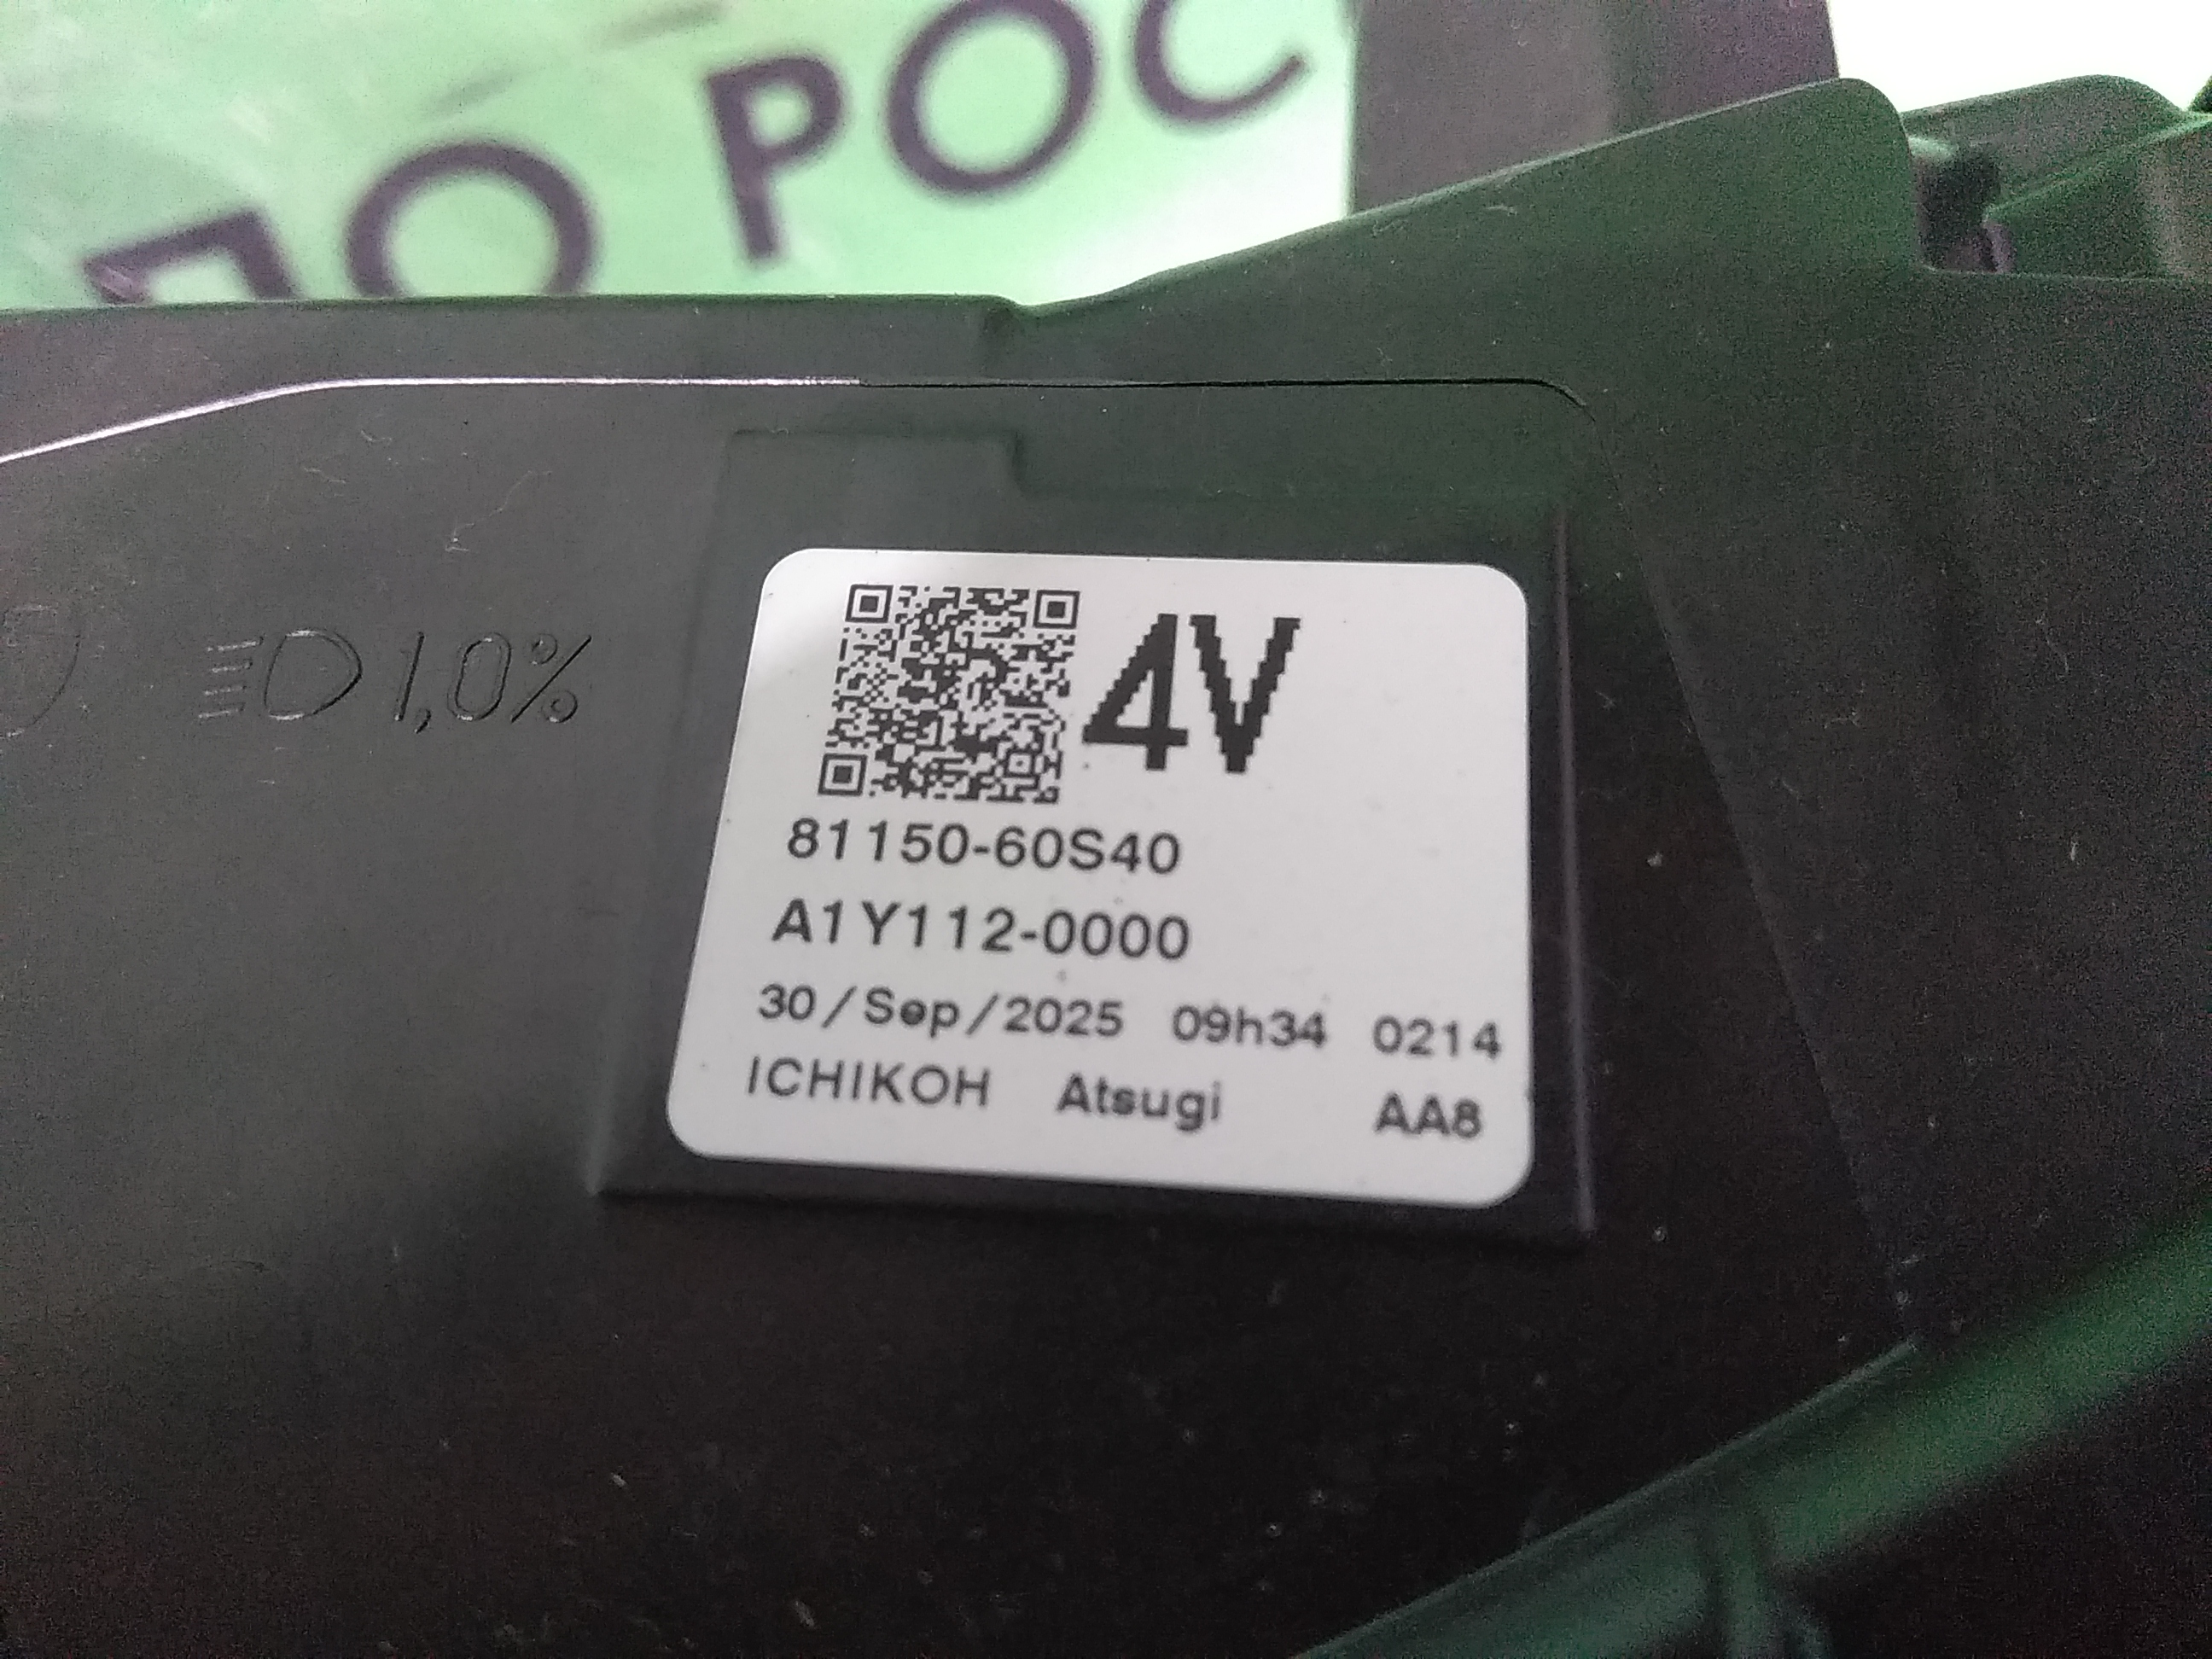 ПО РОС
1,0%
4V
81150-60S40
A1Y112-0000
30/Sep/2025 09h34 0214
ICHIKOH Atsugi AA8